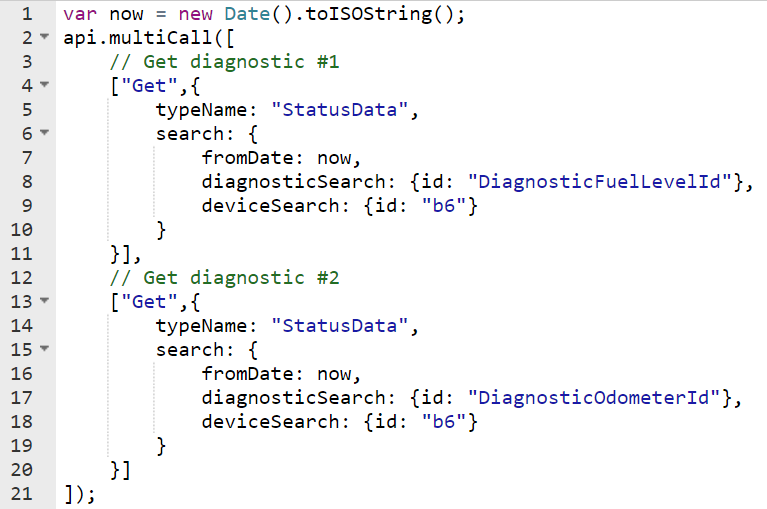 1 var now = new Date().toISOString();
2 api.multiCall([
3     // Get diagnostic #1
4     ["Get",{
5         typeName: "StatusData",
6         search: {
7             fromDate: now,
8             diagnosticSearch: {id: "DiagnosticFuelLevelId"},
9             deviceSearch: {id: "b6"}
10         }
11     }],
12     // Get diagnostic #2
13     ["Get",{
14         typeName: "StatusData",
15         search: {
16             fromDate: now,
17             diagnosticSearch: {id: "DiagnosticOdometerId"},
18             deviceSearch: {id: "b6"}
19         }
20     }]
21 ]);